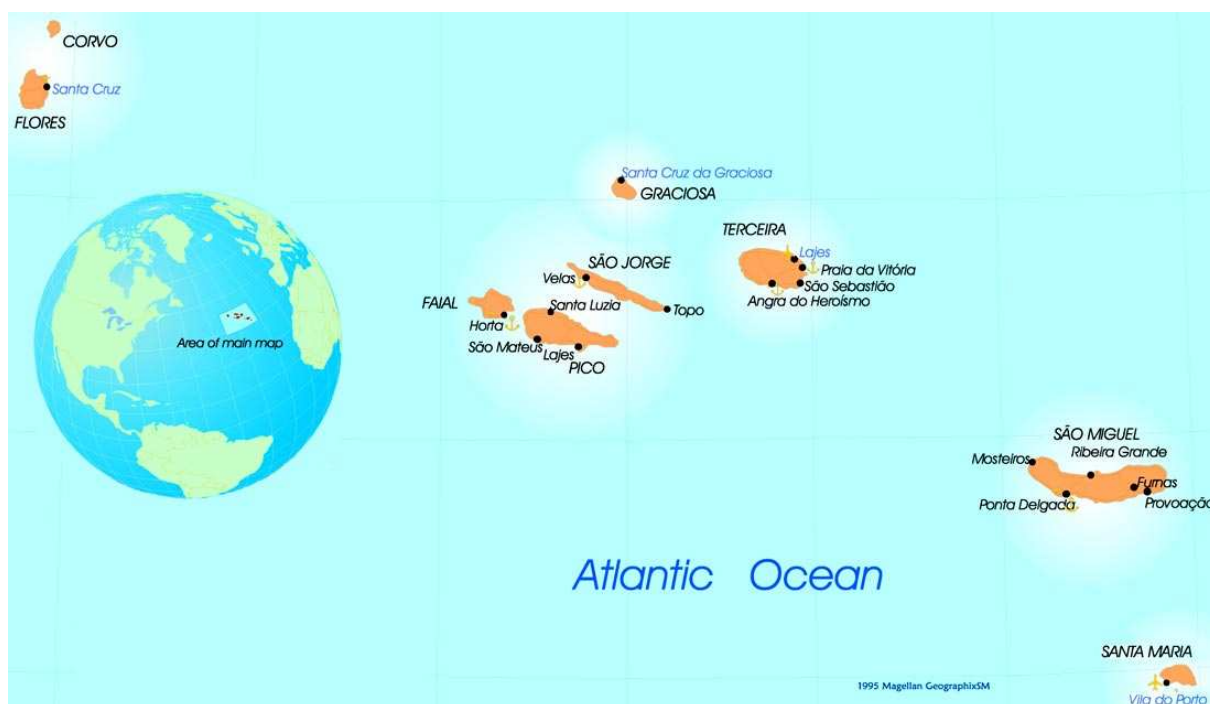 CORVO
Santa Cruz
FLORES
Santa Cruz da Graciosa
GRACIOSA
TERCEIRA
Lajes
Praia da Vitória
São Sebastião
Angra do Heroísmo
SÃO JORGE
Velas
Topo
FAIAL
Horta
Santa Luzia
São Mateus
Lajes
PICO
Area of main map
SÃO MIGUEL
Ribeira Grande
Mosteiros
Furnas
Ponta Delgada
Provoação
Atlantic Ocean
SANTA MARIA
1995 Magellan GeographixSM
Vila do Porto